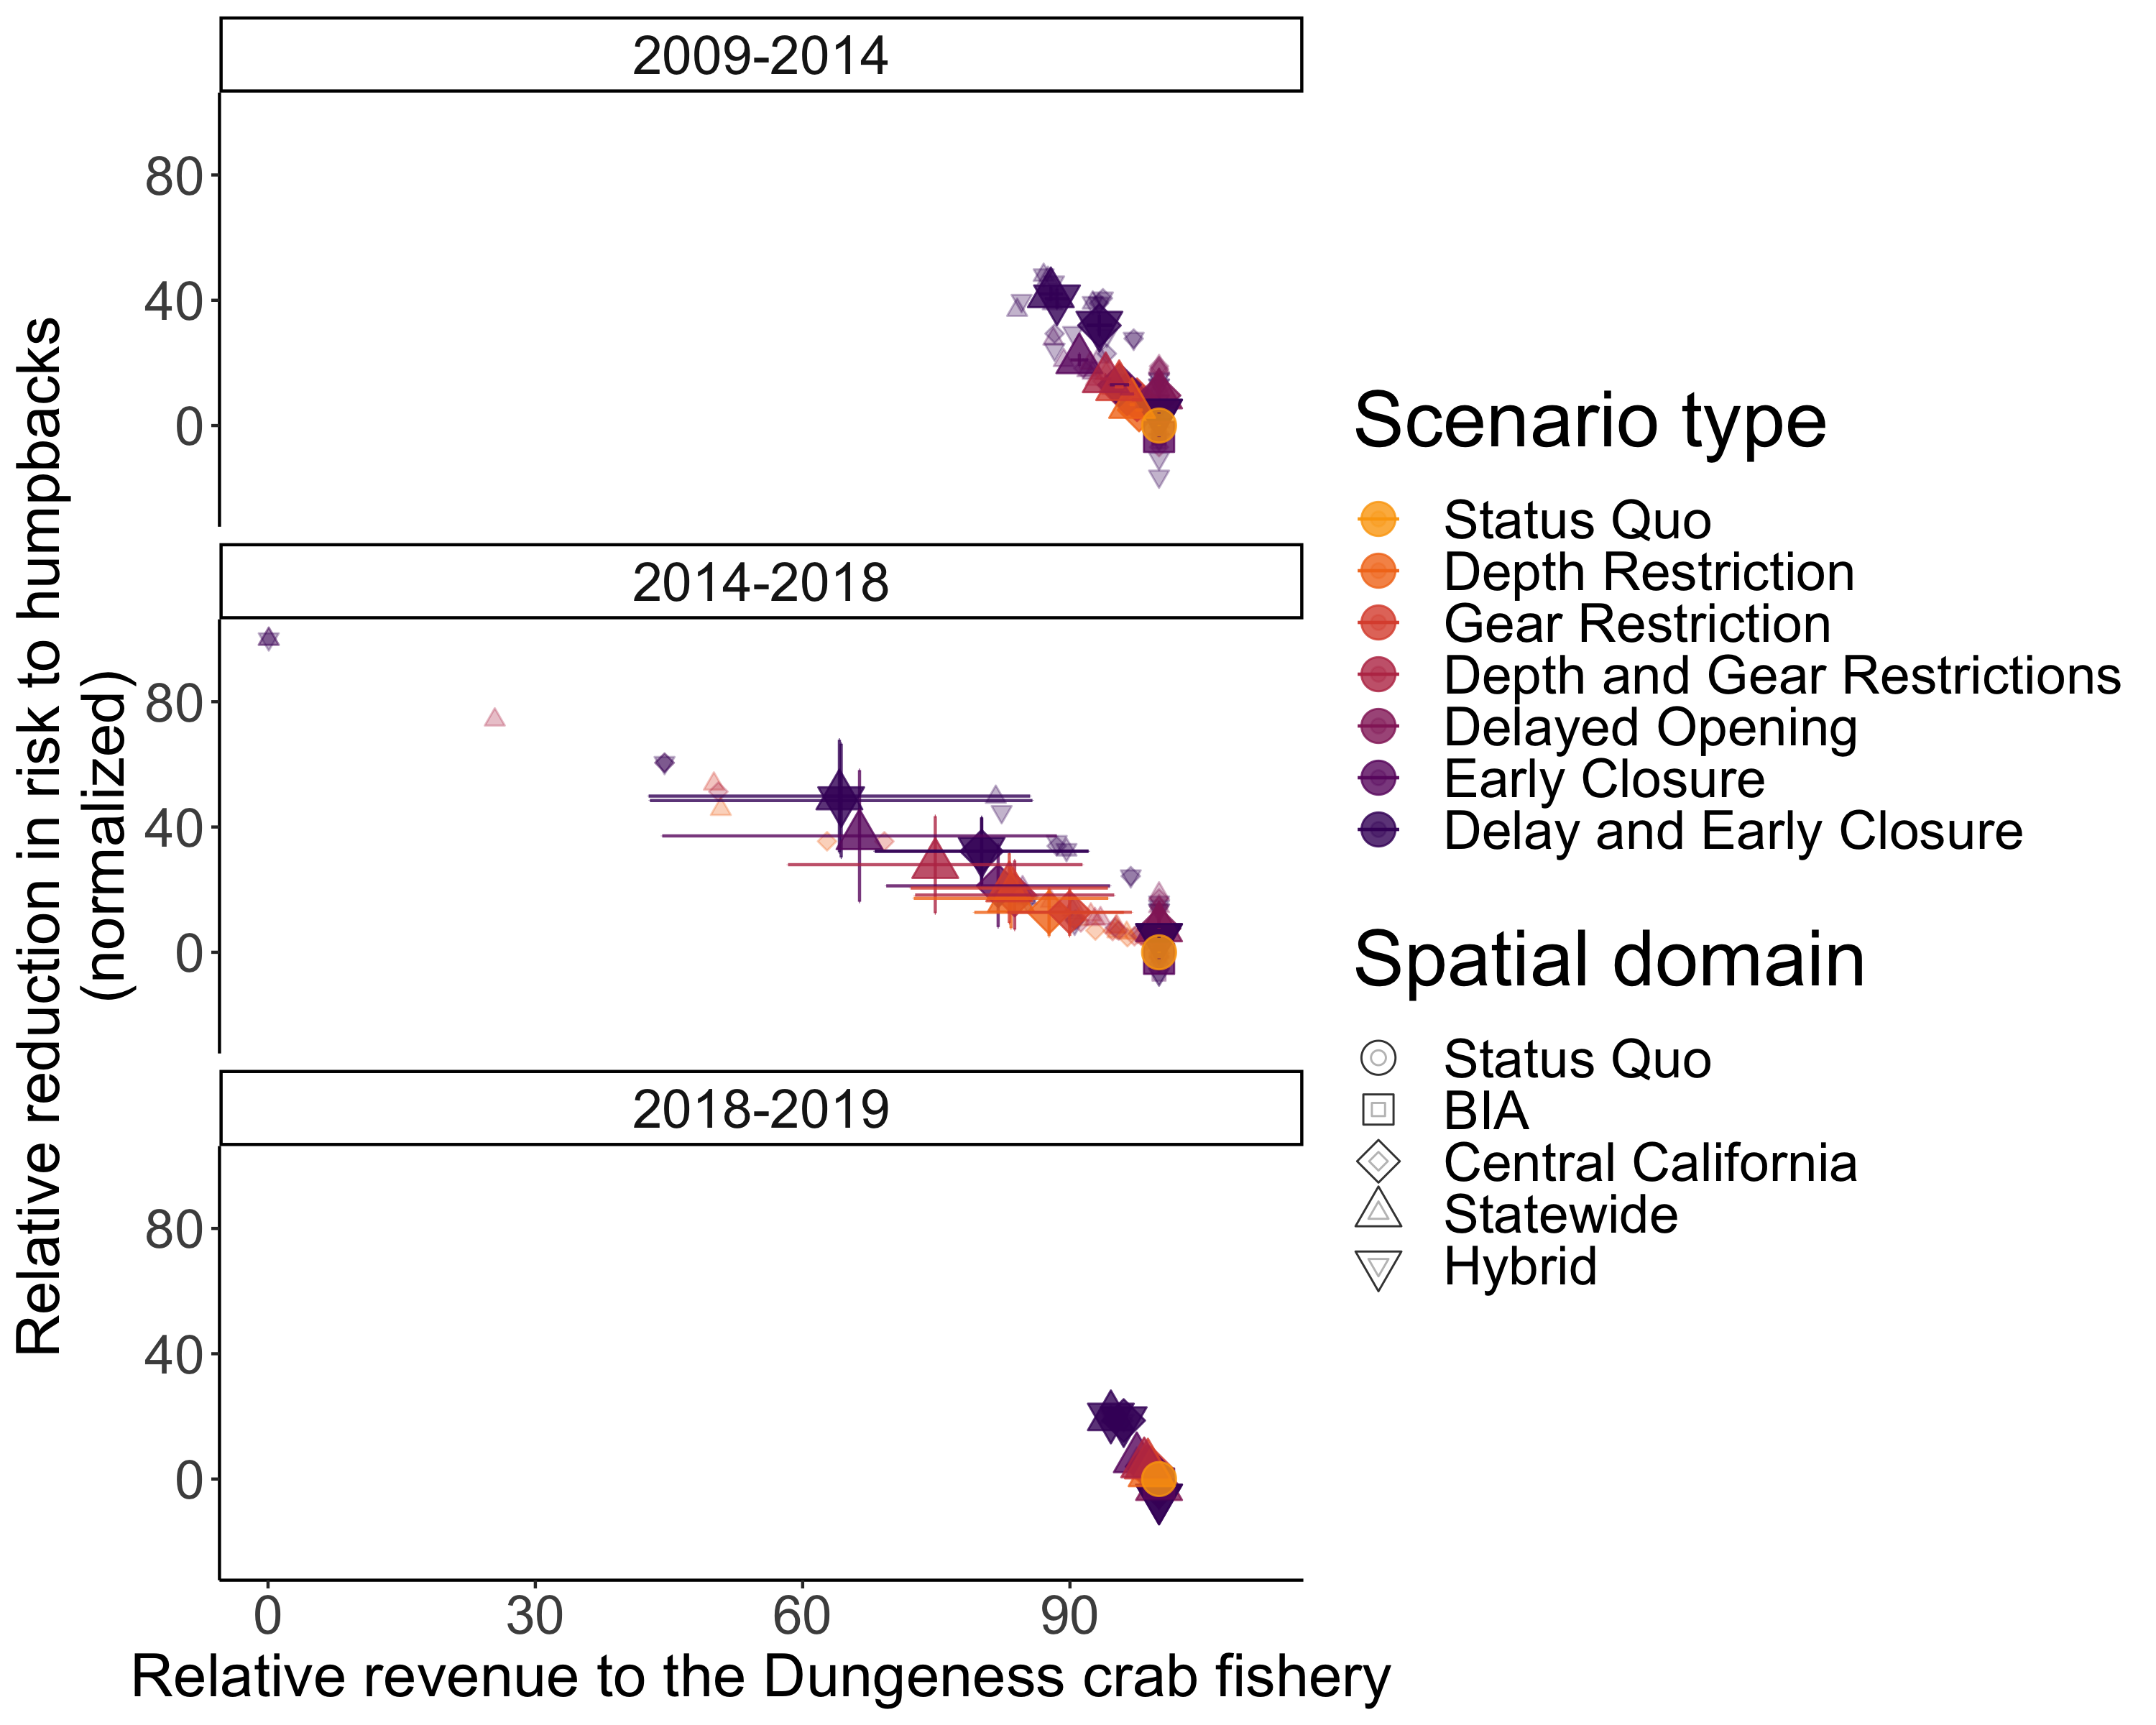 2009-2014
80
40
0
2014-2018
80
40
0
2018-2019
80
40
0
0 30 60 90
Relative revenue to the Dungeness crab fishery
Relative reduction in risk to humpbacks
(normalized)
Scenario type
Status Quo
Depth Restriction
Gear Restriction
Depth and Gear Restrictions
Delayed Opening
Early Closure
Delay and Early Closure
Spatial domain
Status Quo
BIA
Central California
Statewide
Hybrid